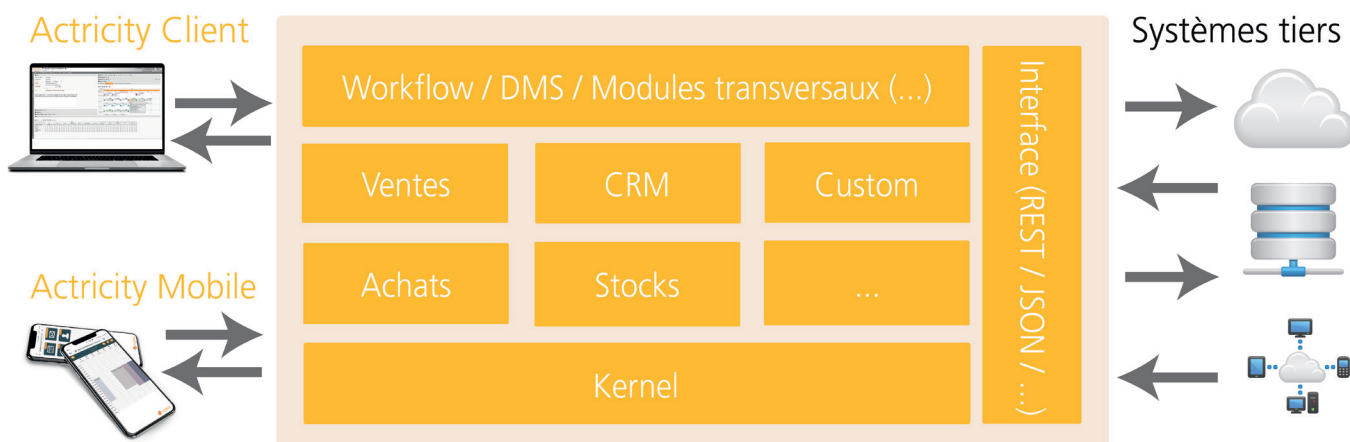 Actricity Client
Systèmes tiers
Workflow / DMS / Modules transversaux (...)
Ventes
CRM
Custom
Achats
Stocks
...
Kernel
Interface (REST / JSON / ...)
Actricity Mobile